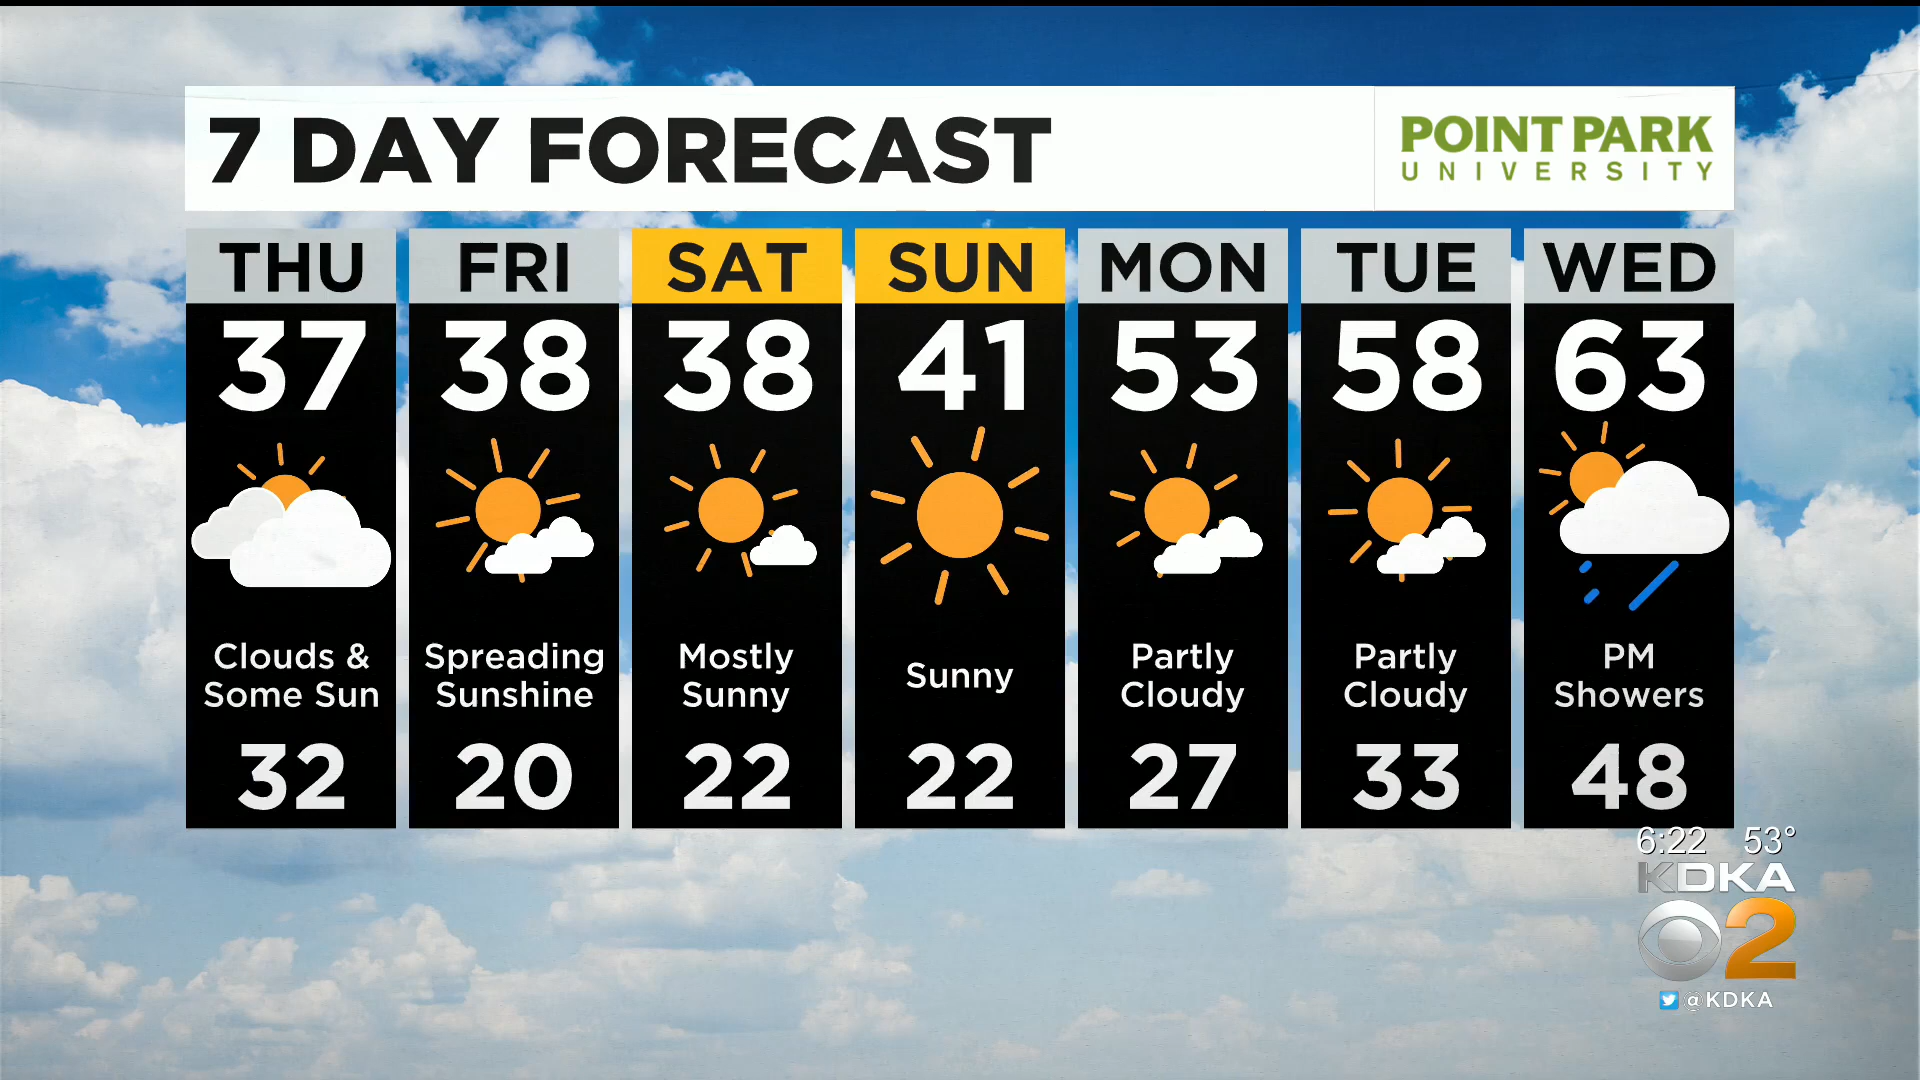 7 DAY FORECAST
POINT PARK
UNIVERSITY
THU
37
Clouds &
Some Sun
32
FRI
38
Spreading
Sunshine
20
SAT
38
Mostly
Sunny
22
SUN
41
Sunny
22
MON
53
Partly
Cloudy
27
TUE
58
Partly
Cloudy
33
WED
63
PM
Showers
48
6:22 53°
KDKA
2
@KDKA